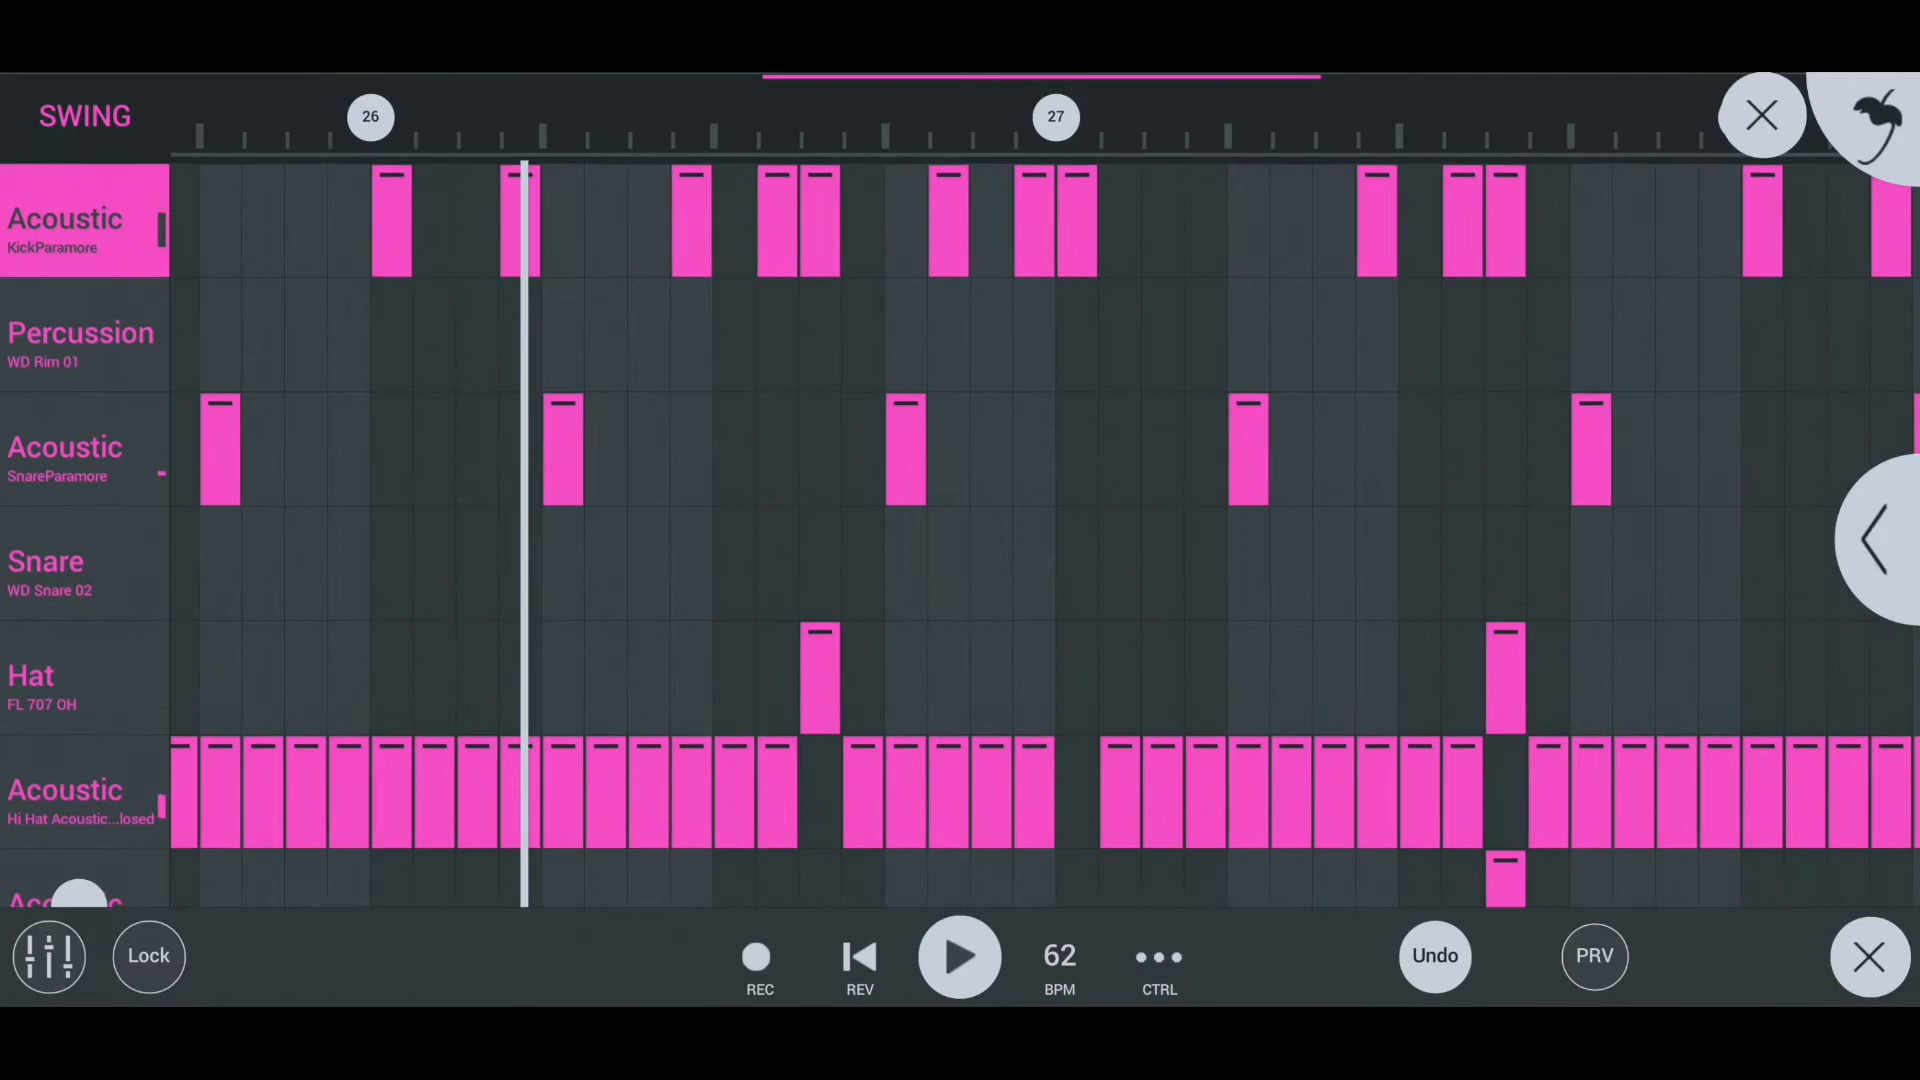 SWING
26
27
Acoustic
KickParamore
Percussion
WD Rim 01
Acoustic
SnareParamore
Snare
WD Snare 02
Hat
FL 707 OH
Acoustic
Hi Hat Acoustic...losed
Lock
REC
REV
62
BPM
CTRL
Undo
PRV